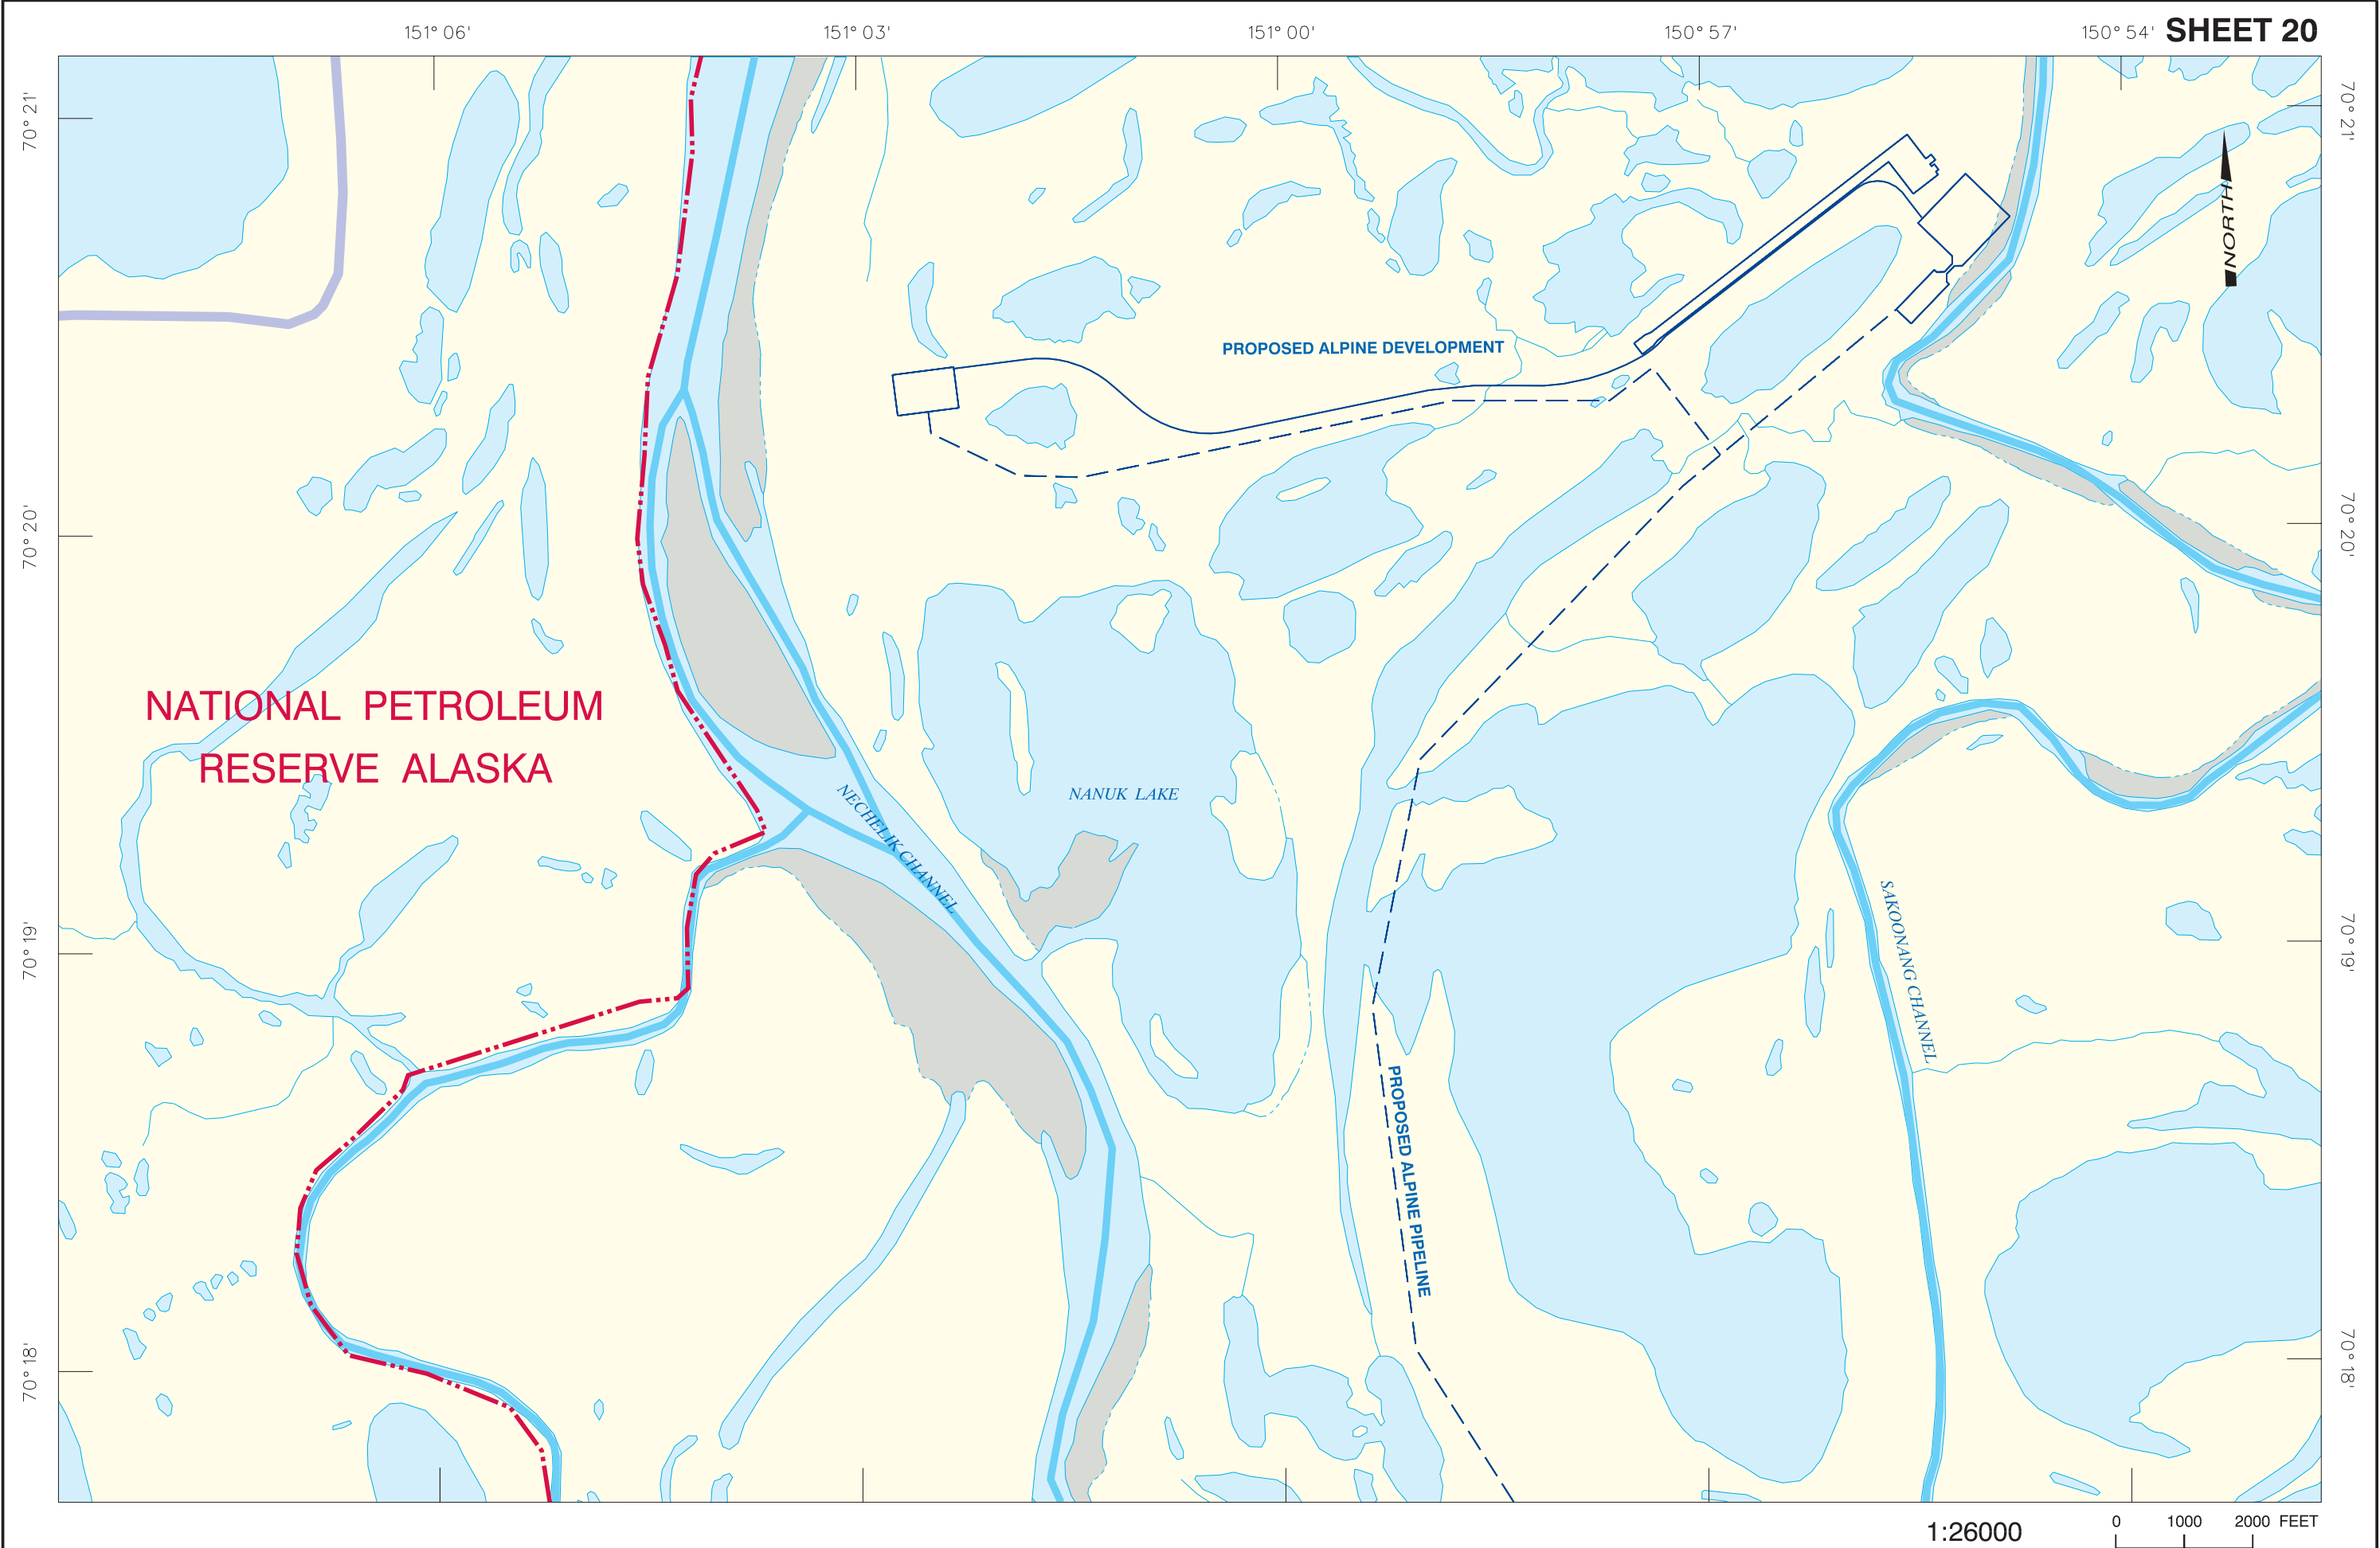 151° 06'
151° 03'
151° 00'
150° 57'
150° 54'
SHEET 20
70° 21'
70° 21'
NORTH
PROPOSED ALPINE DEVELOPMENT
70° 20'
70° 20'
NATIONAL PETROLEUM
RESERVE ALASKA
NECHELIK CHANNEL
NANUK LAKE
SAKOONANG CHANNEL
70° 19'
70° 19'
PROPOSED ALPINE PIPELINE
70° 18'
70° 18'
1:26000
0 1000 2000 FEET